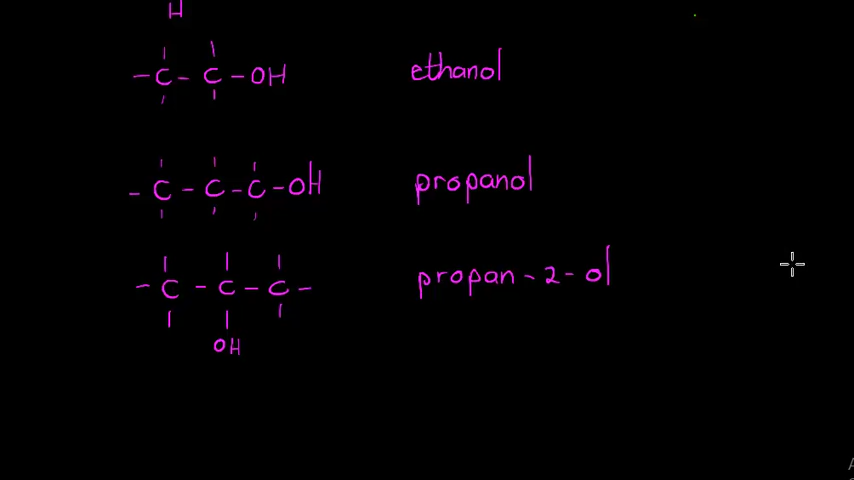 H
-C-C-OH ethanol
-C-C-C-OH propanol
-C-C-C- propan-2-ol
OH